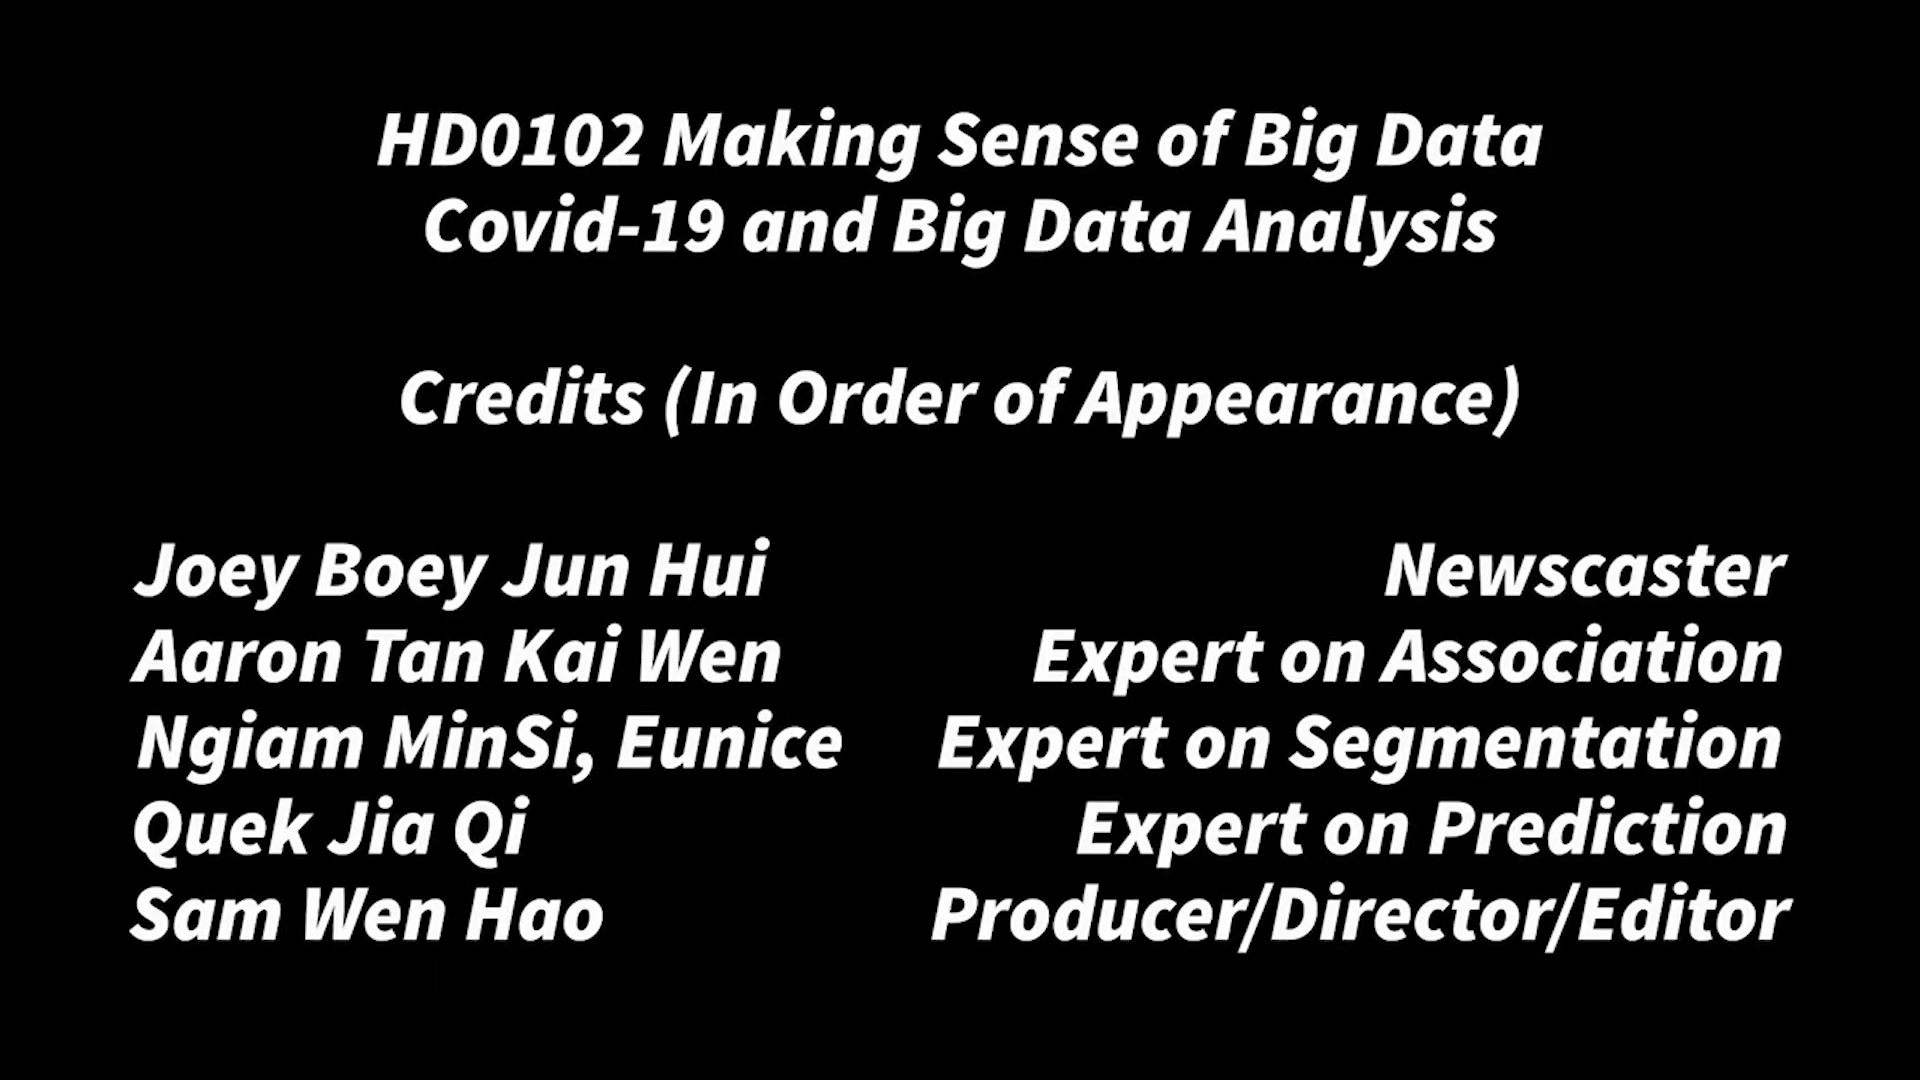 HD0102 Making Sense of Big Data
Covid-19 and Big Data Analysis
Credits (In Order of Appearance)
Joey Boey Jun Hui Newscaster
Aaron Tan Kai Wen Expert on Association
Ngiam MinSi, Eunice Expert on Segmentation
Quek Jia Qi Expert on Prediction
Sam Wen Hao Producer/Director/Editor